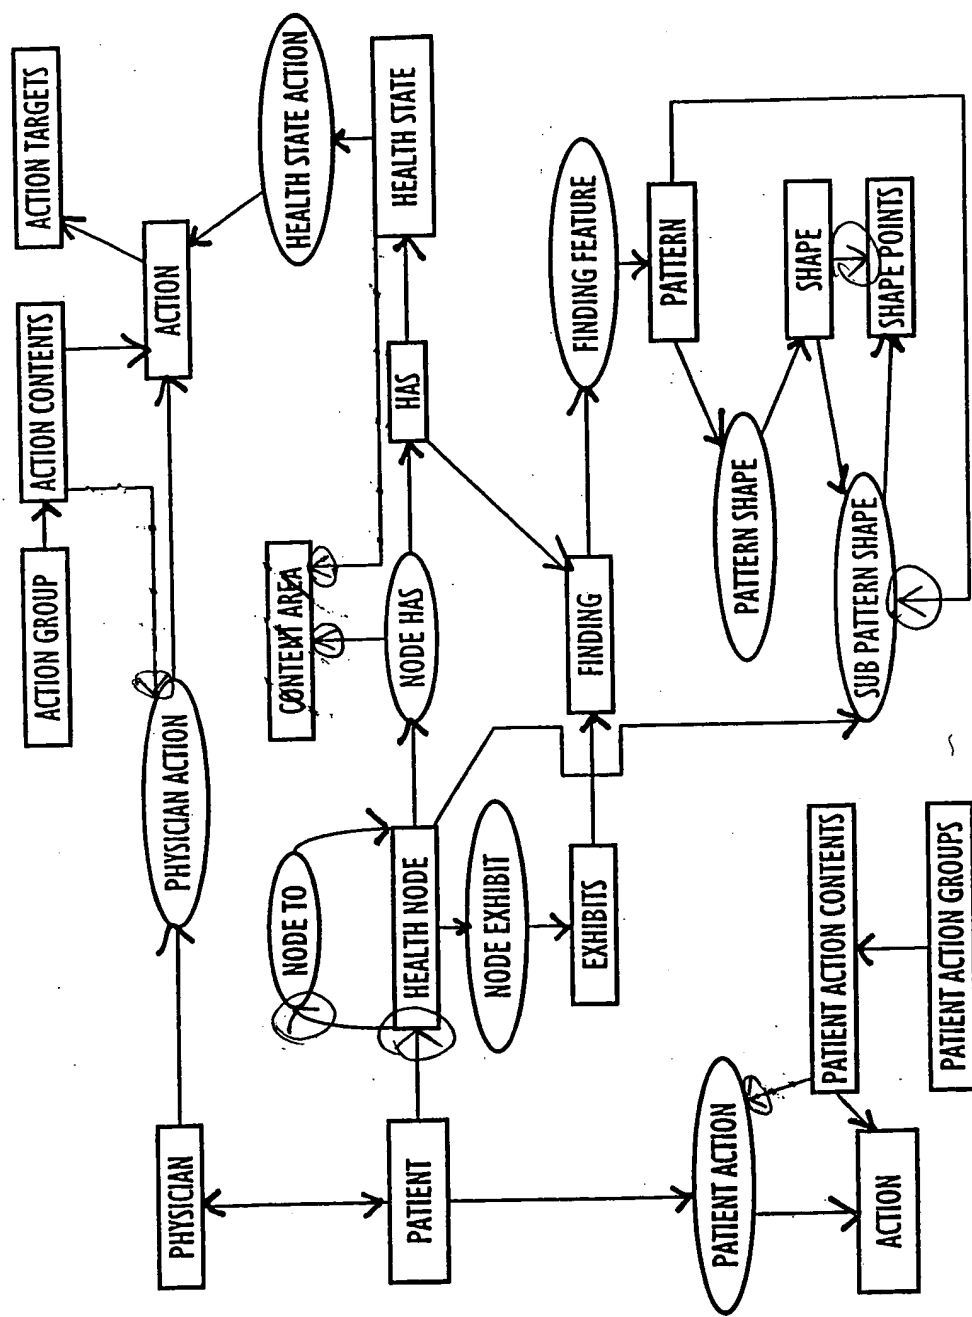 ACTION TARGETS
ACTION CONTENTS
ACTION GROUP
ACTION
HEALTH STATE ACTION
PHYSICIAN ACTION
PHYSICIAN
HEALTH STATE
HAS
CONTENT AREA
NODE HAS
NODE TO
HEALTH NODE
PATIENT
NODE EXHIBIT
EXHIBITS
FINDING
FINDING FEATURE
PATTERN
PATTERN SHAPE
SHAPE
SHAPE POINTS
SUB PATTERN SHAPE
PATIENT ACTION
ACTION
PATIENT ACTION CONTENTS
PATIENT ACTION GROUPS